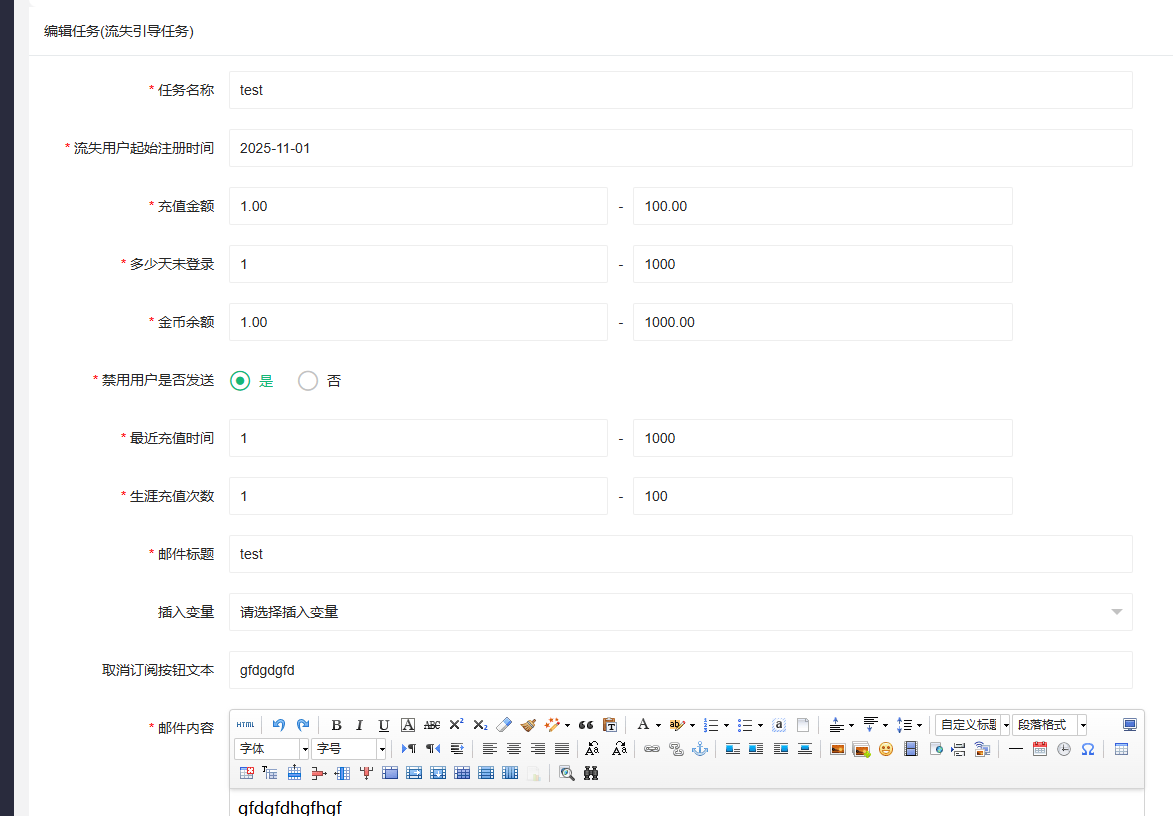 编辑任务(流失引导任务)
* 任务名称 test
* 流失用户起始注册时间 2025-11-01
* 充值金额 1.00 - 100.00
* 多少天未登录 1 - 1000
* 金币余额 1.00 - 1000.00
* 禁用用户是否发送 是 否
* 最近充值时间 1 - 1000
* 生涯充值次数 1 - 100
* 邮件标题 test
插入变量 请选择插入变量
取消订阅按钮文本 gfdgdgfd
* 邮件内容
HTML B I U A ABC X² X₂ A ab a 自定义标题 段落格式
字体 字号
gfdgfdhgfhgf